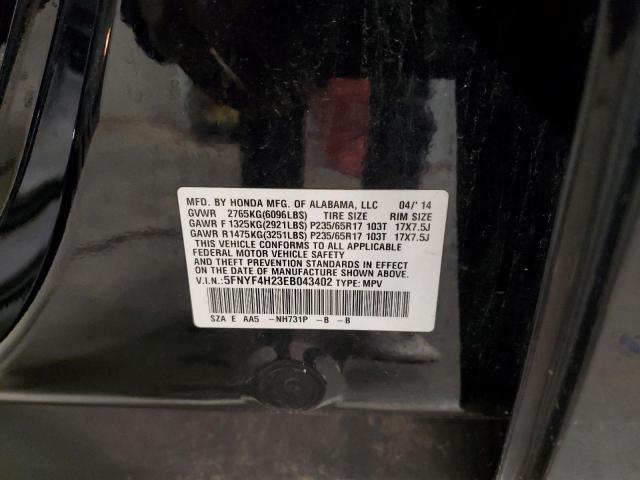 MFD. BY HONDA MFG. OF ALABAMA, LLC 04/'14
GVWR 2765KG(6096LBS) TIRE SIZE RIM SIZE
GAWR F 1325KG(2921LBS) P235/65R17 103T 17X7.5J
GAWR R1475KG(3251LBS) P235/65R17 103T 17X7.5J
THIS VEHICLE CONFORMS TO ALL APPLICABLE
FEDERAL MOTOR VEHICLE SAFETY
AND THEFT PREVENTION STANDARDS IN EFFECT
ON THE DATE OF MANUFACTURE SHOWN ABOVE.
V.I.N.: 5FNYF4H23EB043402 TYPE: MPV
SZA E AA5 -NH731P -B -B